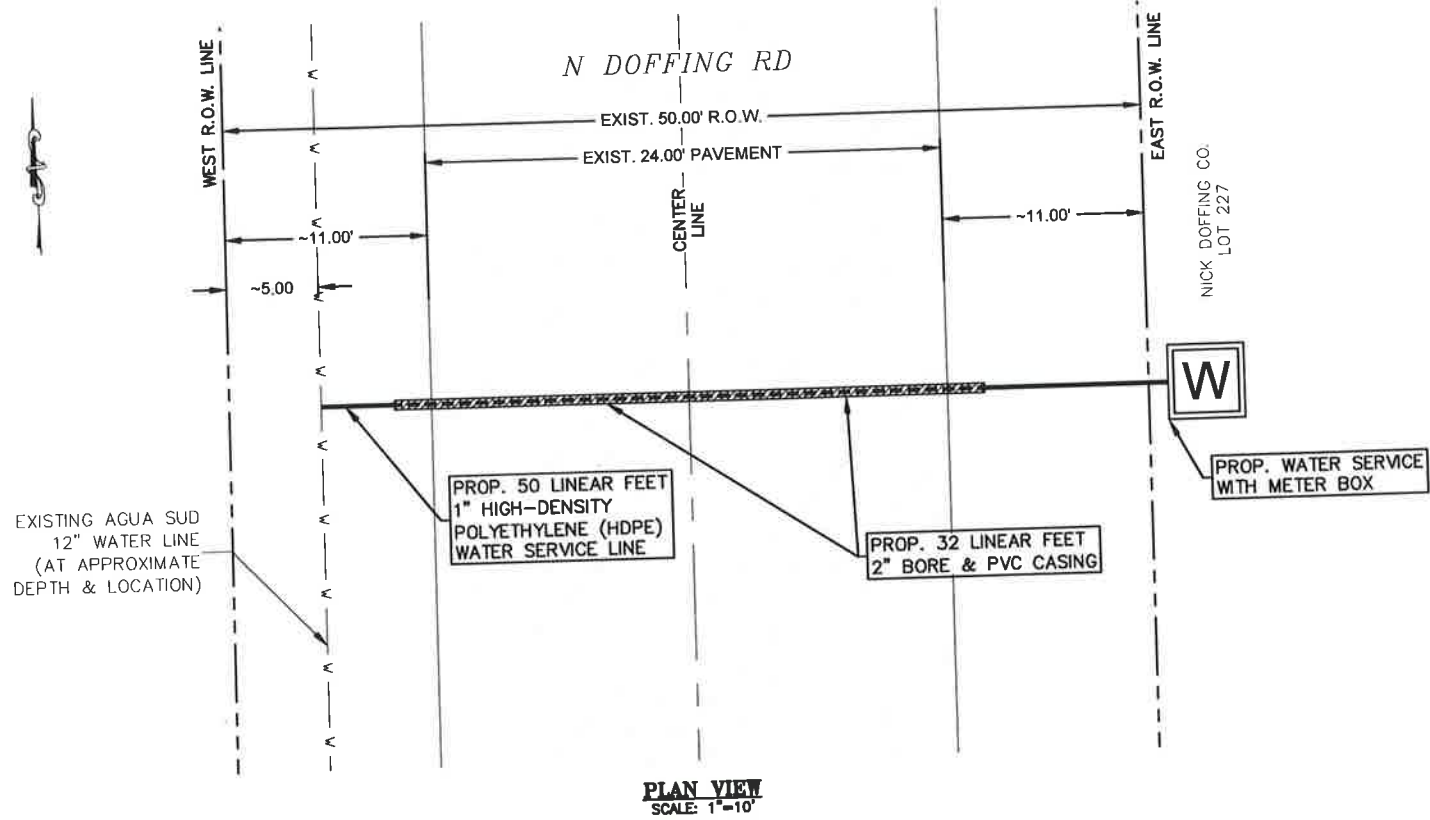 N DOFFING RD
WEST R.O.W. LINE
EAST R.O.W. LINE
EXIST. 50.00' R.O.W.
EXIST. 24.00' PAVEMENT
CENTER
LINE
~11.00'
~11.00'
~5.00
NICK DOFFING CO.
LOT 227
W
W
W
W
W
W
W
W
W
W
W
W
W
PROP. WATER SERVICE
WITH METER BOX
PROP. 50 LINEAR FEET
1" HIGH-DENSITY
POLYETHYLENE (HDPE)
WATER SERVICE LINE
PROP. 32 LINEAR FEET
2" BORE & PVC CASING
EXISTING AGUA SUD
12" WATER LINE
(AT APPROXIMATE
DEPTH & LOCATION)
PLAN VIEW
SCALE: 1"=10'